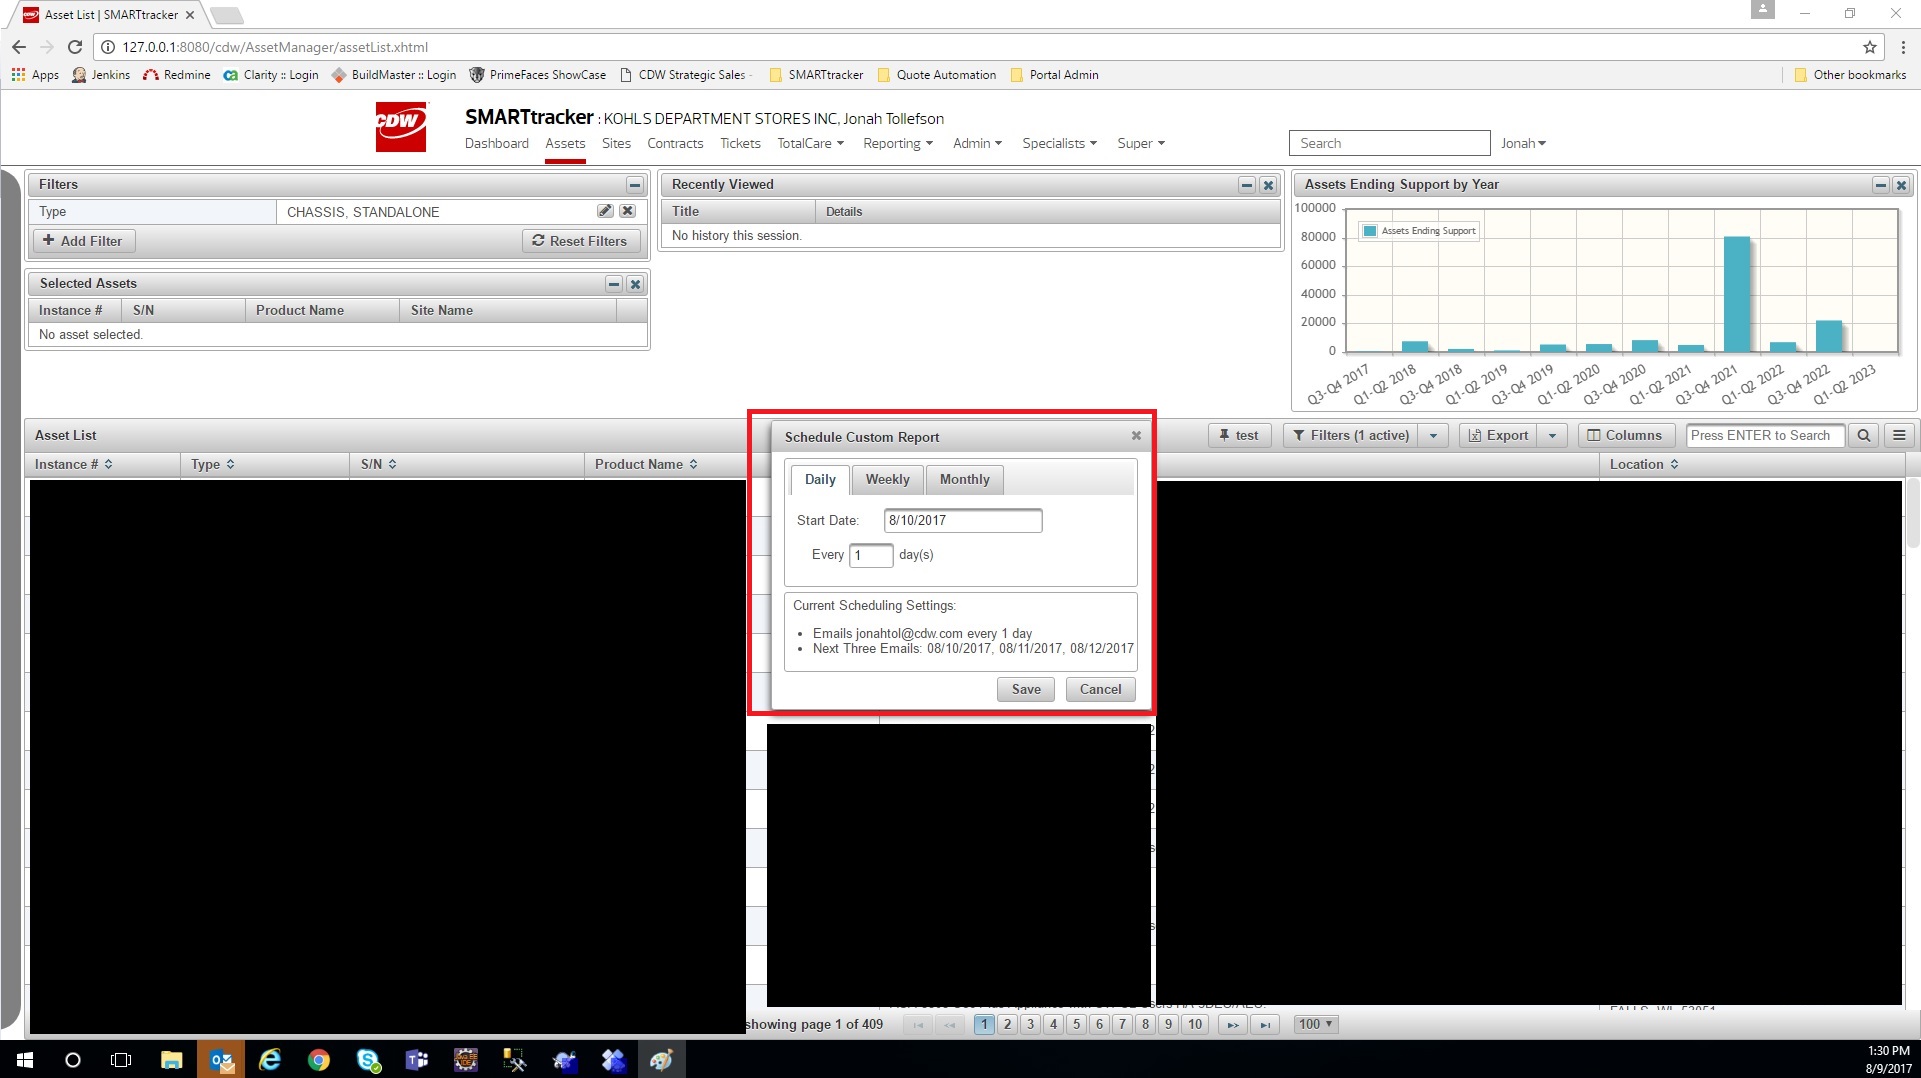 Asset List | SMARTtracker
127.0.0.1:8080/cdw/AssetManager/assetList.xhtml
Apps Jenkins Redmine Clarity :: Login BuildMaster :: Login PrimeFaces ShowCase CDW Strategic Sales - SMARTtracker Quote Automation Portal Admin Other bookmarks
CDW
SMARTtracker : KOHLS DEPARTMENT STORES INC, Jonah Tollefson
Dashboard Assets Sites Contracts Tickets TotalCare Reporting Admin Specialists Super Search Jonah
Filters
Type CHASSIS, STANDALONE
Add Filter Reset Filters
Selected Assets
Instance # S/N Product Name Site Name
No asset selected.
Recently Viewed
Title Details
No history this session.
Assets Ending Support by Year
100000
80000
60000
40000
20000
0
Assets Ending Support
Q3-Q4 2017 Q1-Q2 2018 Q3-Q4 2018 Q1-Q2 2019 Q3-Q4 2019 Q1-Q2 2020 Q3-Q4 2020 Q1-Q2 2021 Q3-Q4 2021 Q1-Q2 2022 Q3-Q4 2022 Q1-Q2 2023
Asset List test Filters (1 active) Export Columns Press ENTER to Search
Instance # Type S/N Product Name Location
Schedule Custom Report
Daily Weekly Monthly
Start Date: 8/10/2017
Every 1 day(s)
Current Scheduling Settings:
• Emails jonahtol@cdw.com every 1 day
• Next Three Emails: 08/10/2017, 08/11/2017, 08/12/2017
Save Cancel
showing page 1 of 409 1 2 3 4 5 6 7 8 9 10 100
1:30 PM
8/9/2017